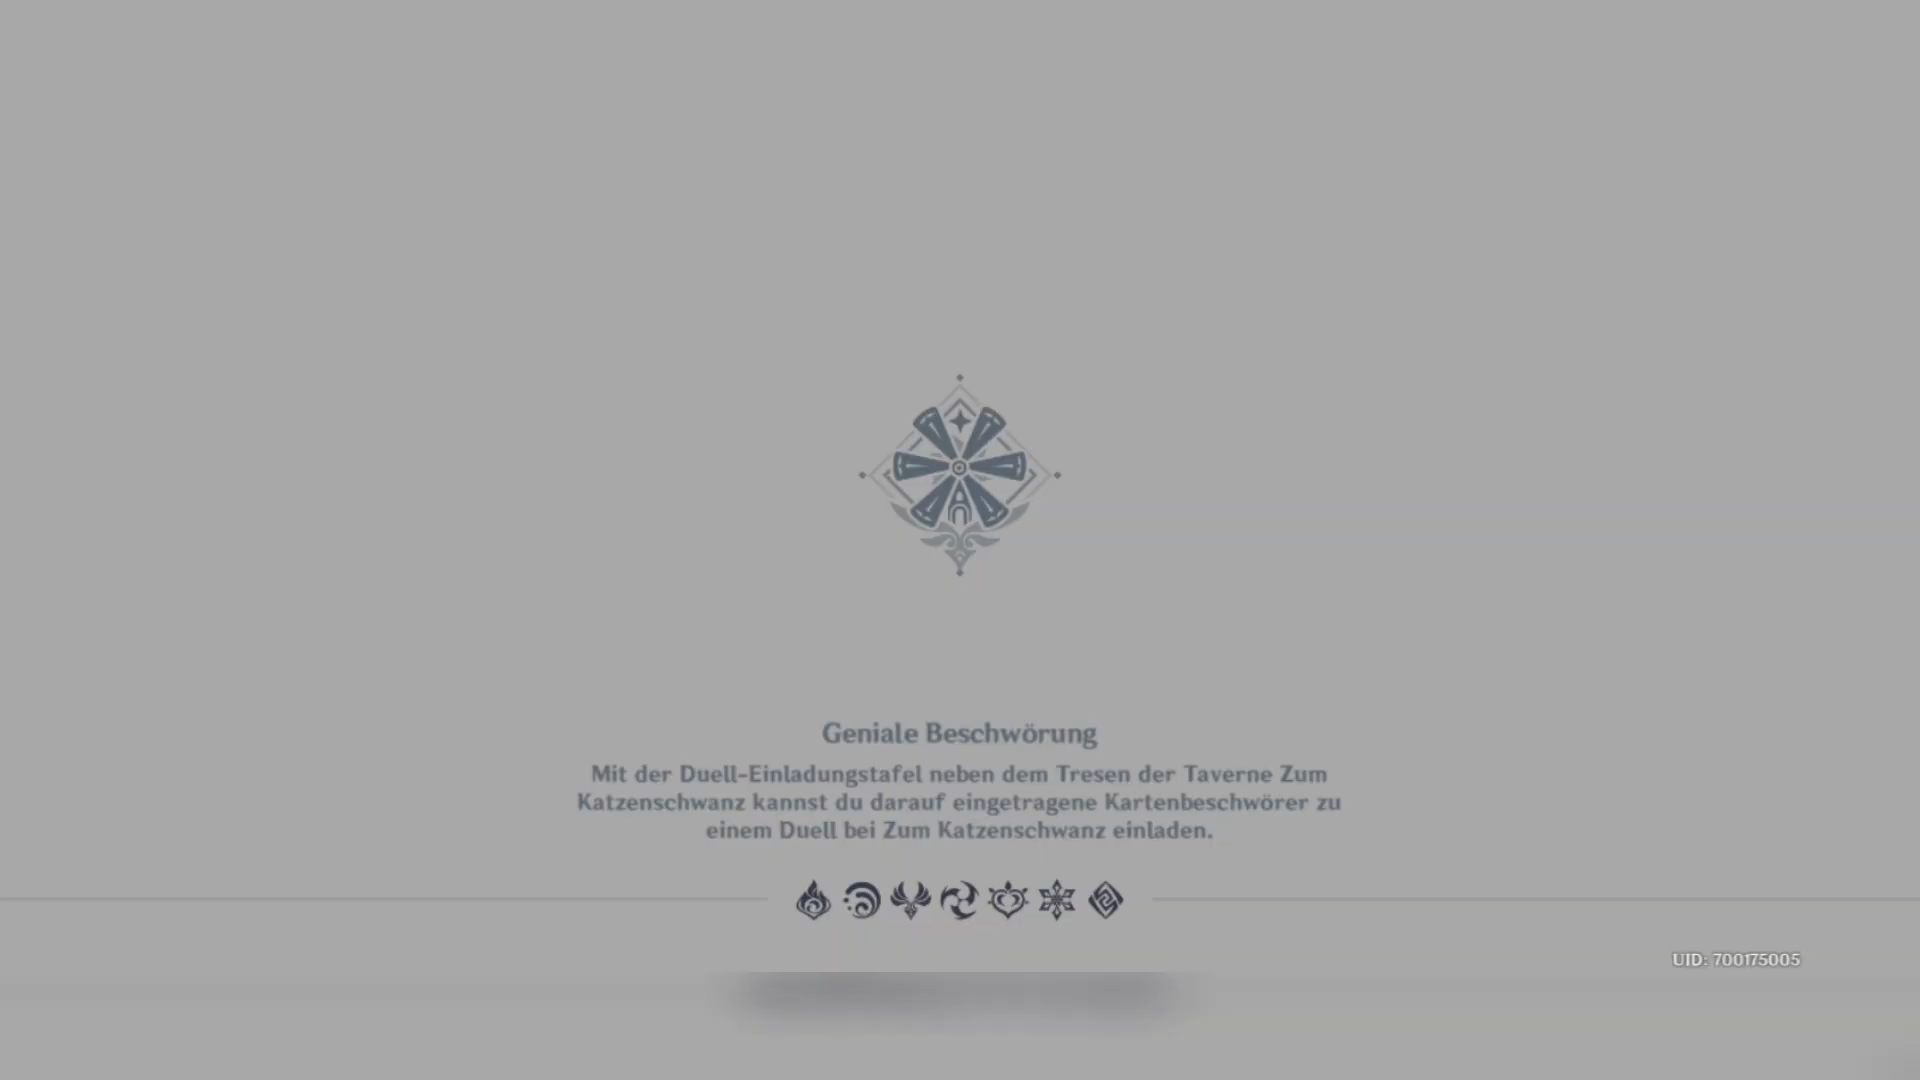 Geniale Beschwörung
Mit der Duell-Einladungstafel neben dem Tresen der Taverne Zum
Katzenschwanz kannst du darauf eingetragene Kartenbeschwörer zu
einem Duell bei Zum Katzenschwanz einladen.
UID: 700175005